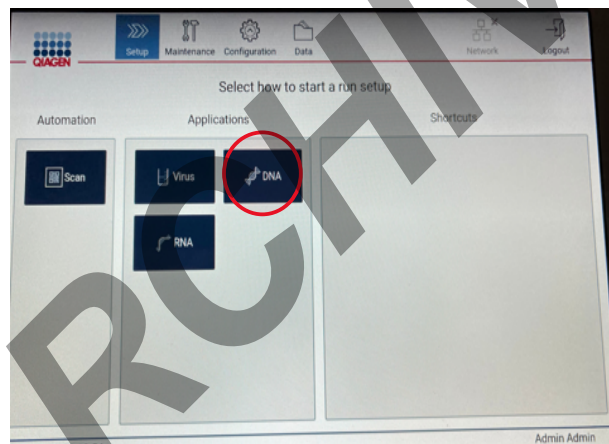 QIAGEN
Setup
Maintenance
Configuration
Data
Network
Logout
Select how to start a run setup
Automation
Applications
Shortcuts
Scan
Virus
DNA
RNA
Admin Admin